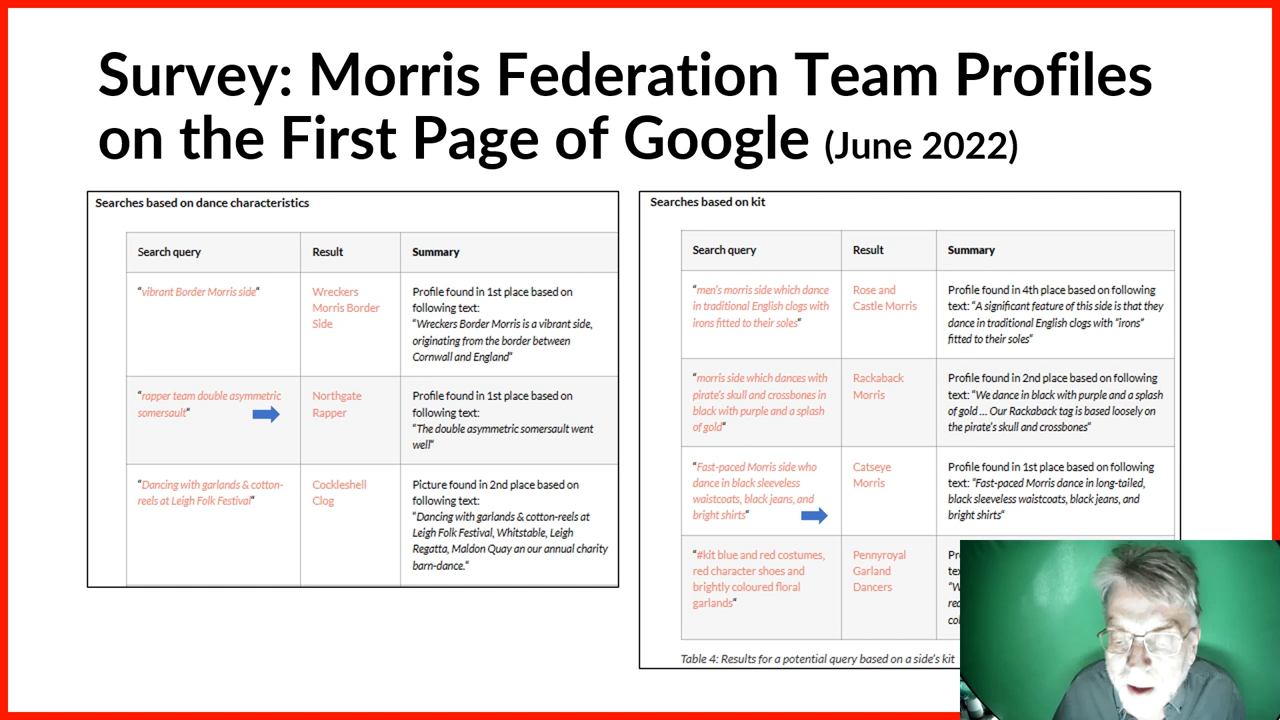 Survey: Morris Federation Team Profiles
on the First Page of Google (June 2022)
Searches based on dance characteristics
Search query
Result
Summary
"vibrant Border Morris side"
Wreckers
Morris Border
Side
Profile found in 1st place based on
following text:
"Wreckers Border Morris is a vibrant side,
originating from the border between
Cornwall and England"
"rapper team double asymmetric
somersault"
Northgate
Rapper
Profile found in 1st place based on
following text:
"The double asymmetric somersault went
well"
"Dancing with garlands & cotton-
reels at Leigh Folk Festival"
Cockleshell
Clog
Picture found in 2nd place based on
following text:
"Dancing with garlands & cotton-reels at
Leigh Folk Festival, Whitstable, Leigh
Regatta, Maldon Quay an our annual charity
barn-dance."
Searches based on kit
Search query
Result
Summary
"men's morris side which dance
in traditional English clogs with
irons fitted to their soles"
Rose and
Castle Morris
Profile found in 4th place based on following
text: "A significant feature of this side is that they
dance in traditional English clogs with "irons"
fitted to their soles"
"morris side which dances with
pirate's skull and crossbones in
black with purple and a splash
of gold"
Rackaback
Morris
Profile found in 2nd place based on following
text: "We dance in black with purple and a splash
of gold ... Our Rackaback tag is based loosely on
the pirate's skull and crossbones"
"Fast-paced Morris side who
dance in black sleeveless
waistcoats, black jeans, and
bright shirts"
Catseye
Morris
Profile found in 1st place based on following
text: "Fast-paced Morris dance in long-tailed,
black sleeveless waistcoats, black jeans, and
bright shirts"
"#kit blue and red costumes,
red character shoes and
brightly coloured floral
garlands"
Pennyroyal
Garland
Dancers
Table 4: Results for a potential query based on a side's kit